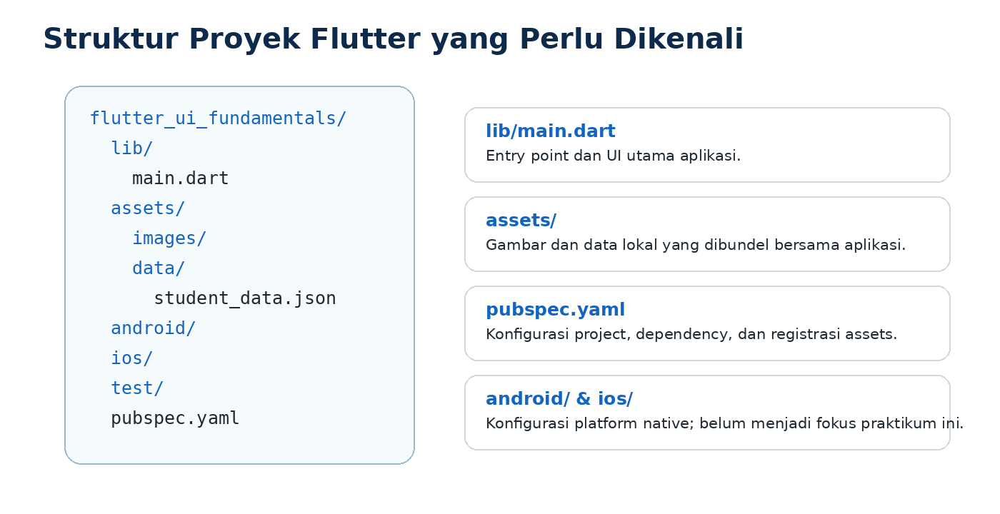 Struktur Proyek Flutter yang Perlu Dikenali
flutter_ui_fundamentals/
lib/
main.dart
assets/
images/
data/
student_data.json
android/
ios/
test/
pubspec.yaml
lib/main.dart
Entry point dan UI utama aplikasi.
assets/
Gambar dan data lokal yang dibundel bersama aplikasi.
pubspec.yaml
Konfigurasi project, dependency, dan registrasi assets.
android/ & ios/
Konfigurasi platform native; belum menjadi fokus praktikum ini.